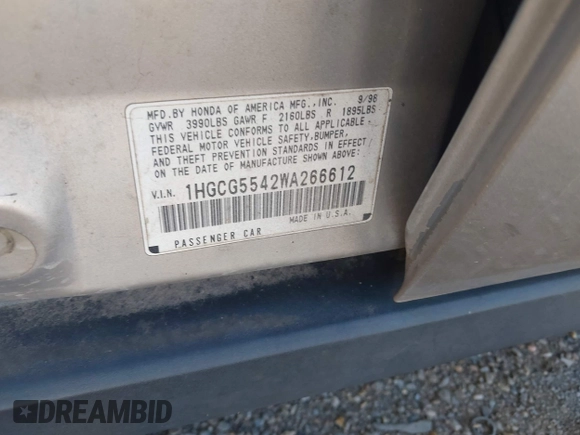 MFD.BY HONDA OF AMERICA MFG.,INC. 9/98
GVWR 3990LBS GAWR F 2160LBS R 1895LBS
THIS VEHICLE CONFORMS TO ALL APPLICABLE
FEDERAL MOTOR VEHICLE SAFETY,BUMPER,
AND THEFT PREVENTION STANDARDS IN EFFECT
ON THE DATE OF MANUFACTURE SHOWN ABOVE.
V.I.N. 1HGCG5542WA266612
MADE IN U.S.A.
PASSENGER CAR
DREAMBID